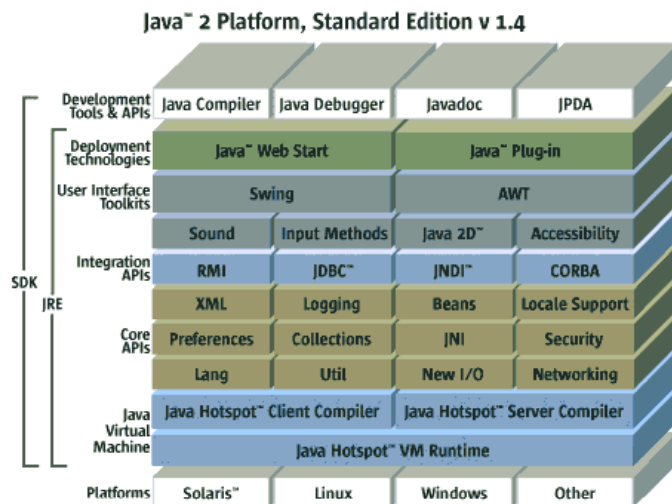 Java™ 2 Platform, Standard Edition v 1.4
Development Tools & APIs
Java Compiler
Java Debugger
Javadoc
JPDA
Deployment Technologies
Java™ Web Start
Java™ Plug-in
User Interface Toolkits
Swing
AWT
Sound
Input Methods
Java 2D™
Accessibility
Integration APIs
RMI
JDBC™
JNDI™
CORBA
SDK
JRE
XML
Logging
Beans
Locale Support
Core APIs
Preferences
Collections
JNI
Security
Lang
Util
New I/O
Networking
Java Virtual Machine
Java Hotspot™ Client Compiler
Java Hotspot™ Server Compiler
Java Hotspot™ VM Runtime
Platforms
Solaris™
Linux
Windows
Other